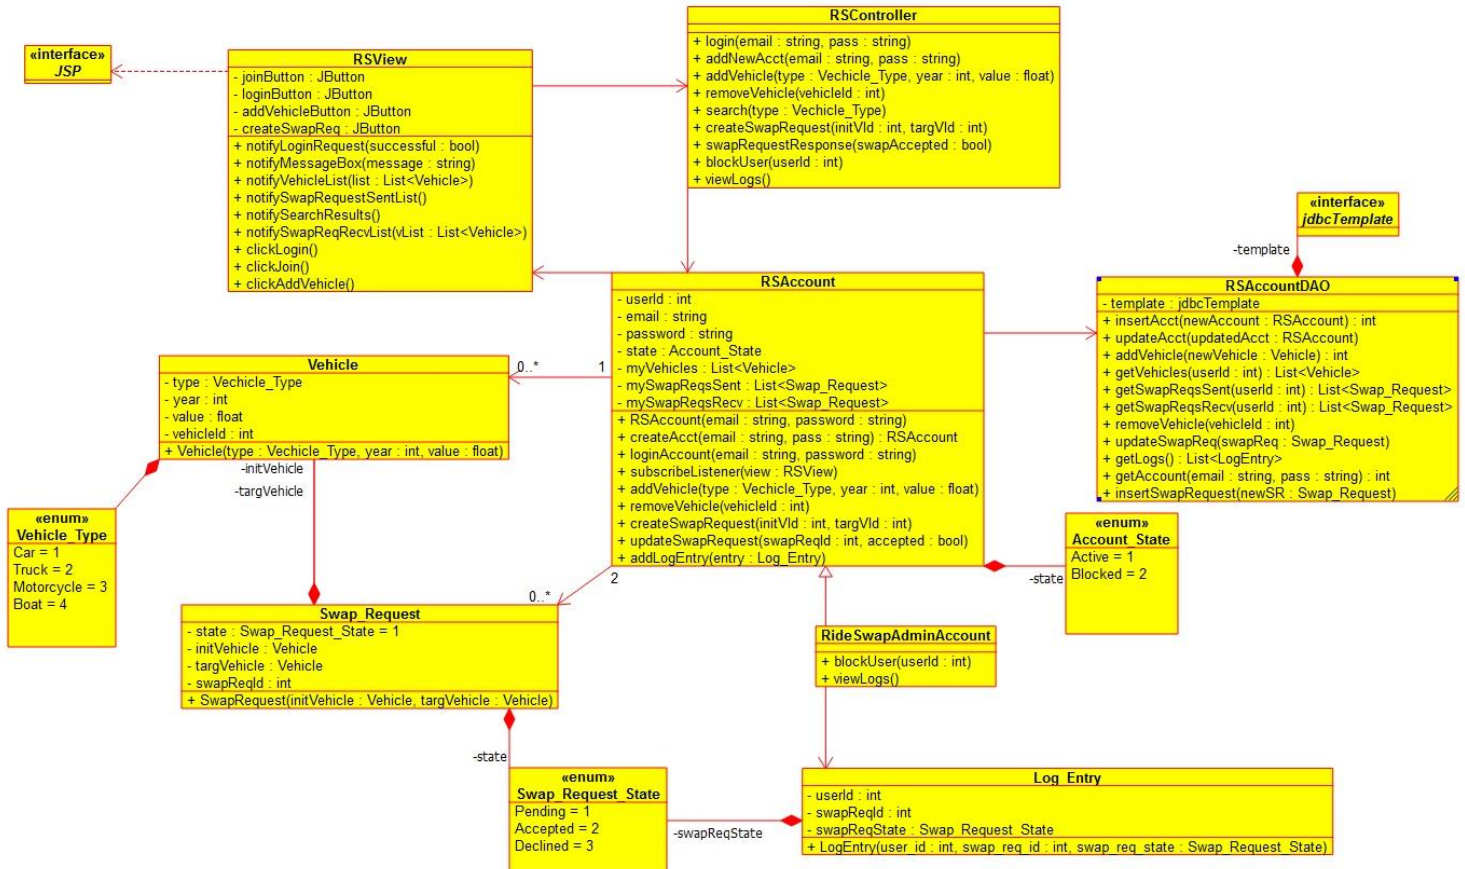 RSController
+ login(email : string, pass : string)
+ addNewAcct(email : string, pass : string)
+ addVehicle(type : Vechicle_Type, year : int, value : float)
+ removeVehicle(vehicleId : int)
+ search(type : Vechicle_Type)
+ createSwapRequest(initVId : int, targVId : int)
+ swapRequestResponse(swapAccepted : bool)
+ blockUser(userId : int)
+ viewLogs()
«interface»
JSP
RSView
- joinButton : JButton
- loginButton : JButton
- addVehicleButton : JButton
- createSwapReq : JButton
+ notifyLoginRequest(successful : bool)
+ notifyMessageBox(message : string)
+ notifyVehicleList(list : List<Vehicle>)
+ notifySwapRequestSentList()
+ notifySearchResults()
+ notifySwapReqRecvList(vList : List<Vehicle>)
+ clickLogin()
+ clickJoin()
+ clickAddVehicle()
«interface»
jdbcTemplate
-template
RSAccount
- userId : int
- email : string
- password : string
- state : Account_State
- myVehicles : List<Vehicle>
- mySwapReqsSent : List<Swap_Request>
- mySwapReqsRecv : List<Swap_Request>
+ RSAccount(email : string, password : string)
+ createAcct(email : string, pass : string) : RSAccount
+ loginAccount(email : string, password : string)
+ subscribeListener(view : RSView)
+ addVehicle(type : Vechicle_Type, year : int, value : float)
+ removeVehicle(vehicleId : int)
+ createSwapRequest(initVId : int, targVId : int)
+ updateSwapRequest(swapReqId : int, accepted : bool)
+ addLogEntry(entry : Log_Entry)
RSAccountDAO
- template : jdbcTemplate
+ insertAcct(newAccount : RSAccount) : int
+ updateAcct(updatedAcct : RSAccount)
+ addVehicle(newVehicle : Vehicle) : int
+ getVehicles(userId : int) : List<Vehicle>
+ getSwapReqsSent(userId : int) : List<Swap_Request>
+ getSwapReqsRecv(userId : int) : List<Swap_Request>
+ removeVehicle(vehicleId : int)
+ updateSwapReq(swapReq : Swap_Request)
+ getLogs() : List<LogEntry>
+ getAccount(email : string, pass : string) : int
+ insertSwapRequest(newSR : Swap_Request)
0..*
1
Vehicle
- type : Vechicle_Type
- year : int
- value : float
- vehicleId : int
+ Vehicle(type : Vechicle_Type, year : int, value : float)
-initVehicle
-targVehicle
«enum»
Vehicle_Type
Car = 1
Truck = 2
Motorcycle = 3
Boat = 4
«enum»
Account_State
Active = 1
Blocked = 2
-state
2
0..*
Swap_Request
- state : Swap_Request_State = 1
- initVehicle : Vehicle
- targVehicle : Vehicle
- swapReqId : int
+ SwapRequest(initVehicle : Vehicle, targVehicle : Vehicle)
RideSwapAdminAccount
+ blockUser(userId : int)
+ viewLogs()
-state
«enum»
Swap_Request_State
Pending = 1
Accepted = 2
Declined = 3
-swapReqState
Log_Entry
- userId : int
- swapReqId : int
- swapReqState : Swap_Request_State
+ LogEntry(user_id : int, swap_req_id : int, swap_req_state : Swap_Request_State)